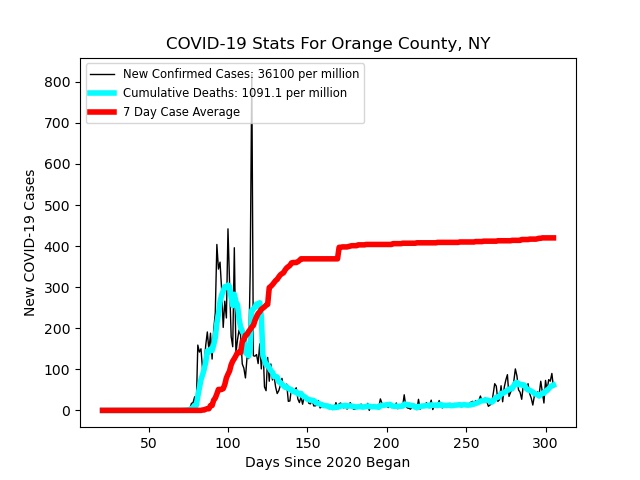 COVID-19 Stats For Orange County, NY
New Confirmed Cases: 36100 per million
Cumulative Deaths: 1091.1 per million
7 Day Case Average
New COVID-19 Cases
800
700
600
500
400
300
200
100
0
50 100 150 200 250 300
Days Since 2020 Began